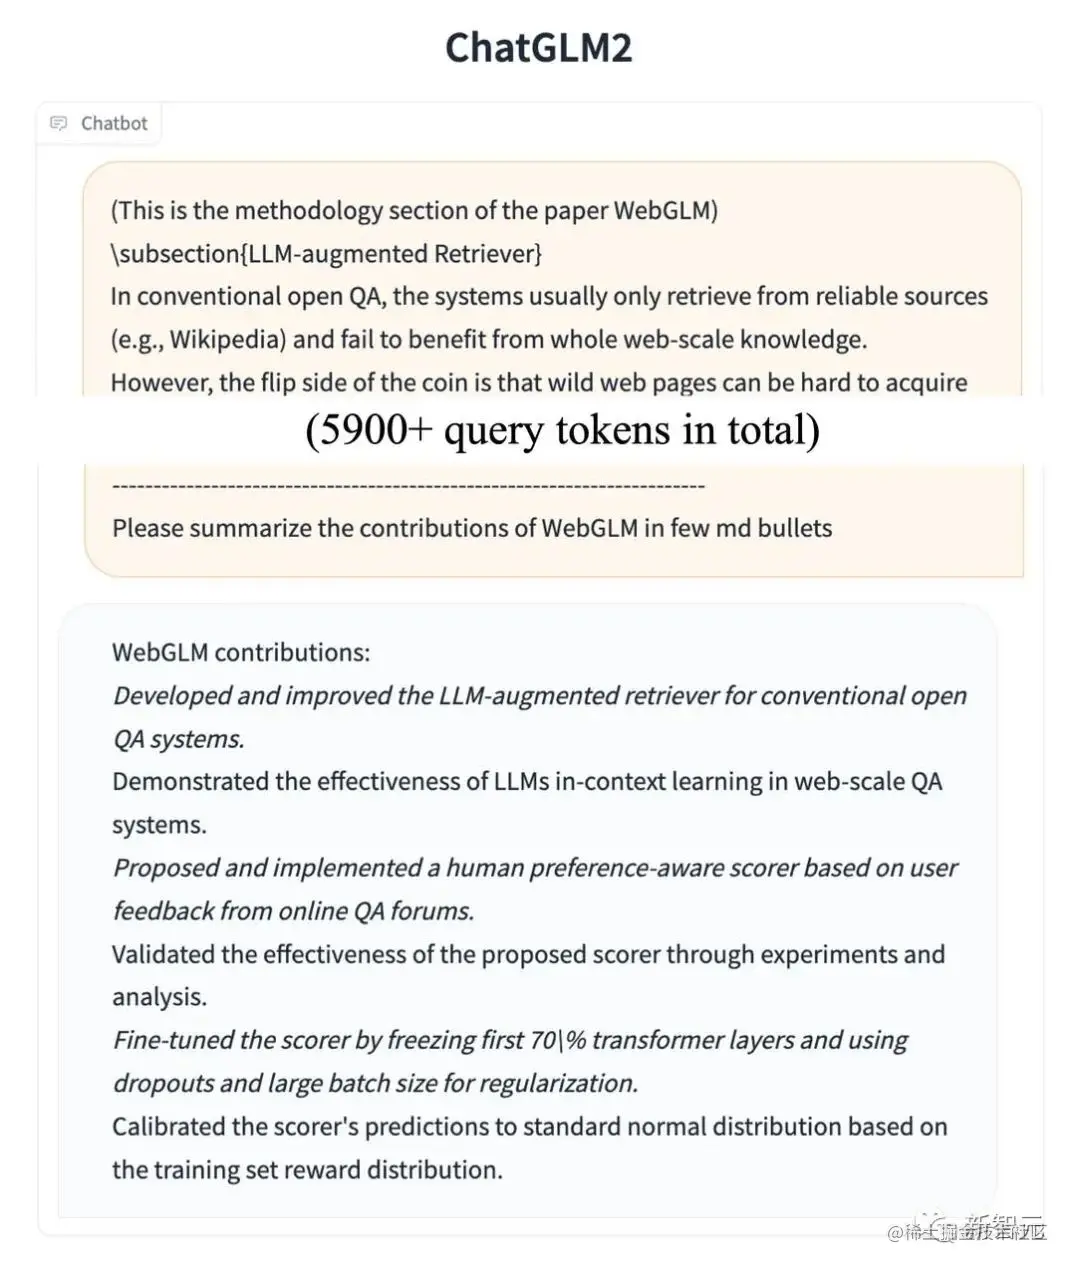 ChatGLM2
Chatbot
(This is the methodology section of the paper WebGLM)
\subsection{LLM-augmented Retriever}
In conventional open QA, the systems usually only retrieve from reliable sources
(e.g., Wikipedia) and fail to benefit from whole web-scale knowledge.
However, the flip side of the coin is that wild web pages can be hard to acquire
(5900+ query tokens in total)
------------------------------------------------------------------------
Please summarize the contributions of WebGLM in few md bullets
WebGLM contributions:
Developed and improved the LLM-augmented retriever for conventional open
QA systems.
Demonstrated the effectiveness of LLMs in-context learning in web-scale QA
systems.
Proposed and implemented a human preference-aware scorer based on user
feedback from online QA forums.
Validated the effectiveness of the proposed scorer through experiments and
analysis.
Fine-tuned the scorer by freezing first 70\% transformer layers and using
dropouts and large batch size for regularization.
Calibrated the scorer's predictions to standard normal distribution based on
the training set reward distribution.
新智元
@稀土掘金技术社区